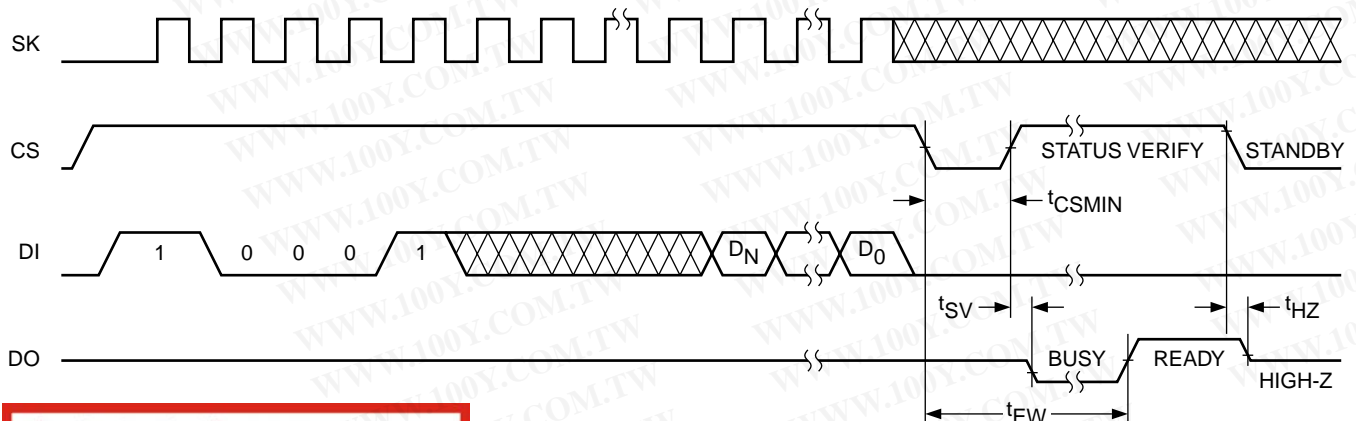 SK
CS
STATUS VERIFY STANDBY
tCSMIN
DI 1 0 0 0 1 DN D0
tSV
tHZ
DO
BUSY READY
HIGH-Z
tEW
WWW.100Y.COM.TW